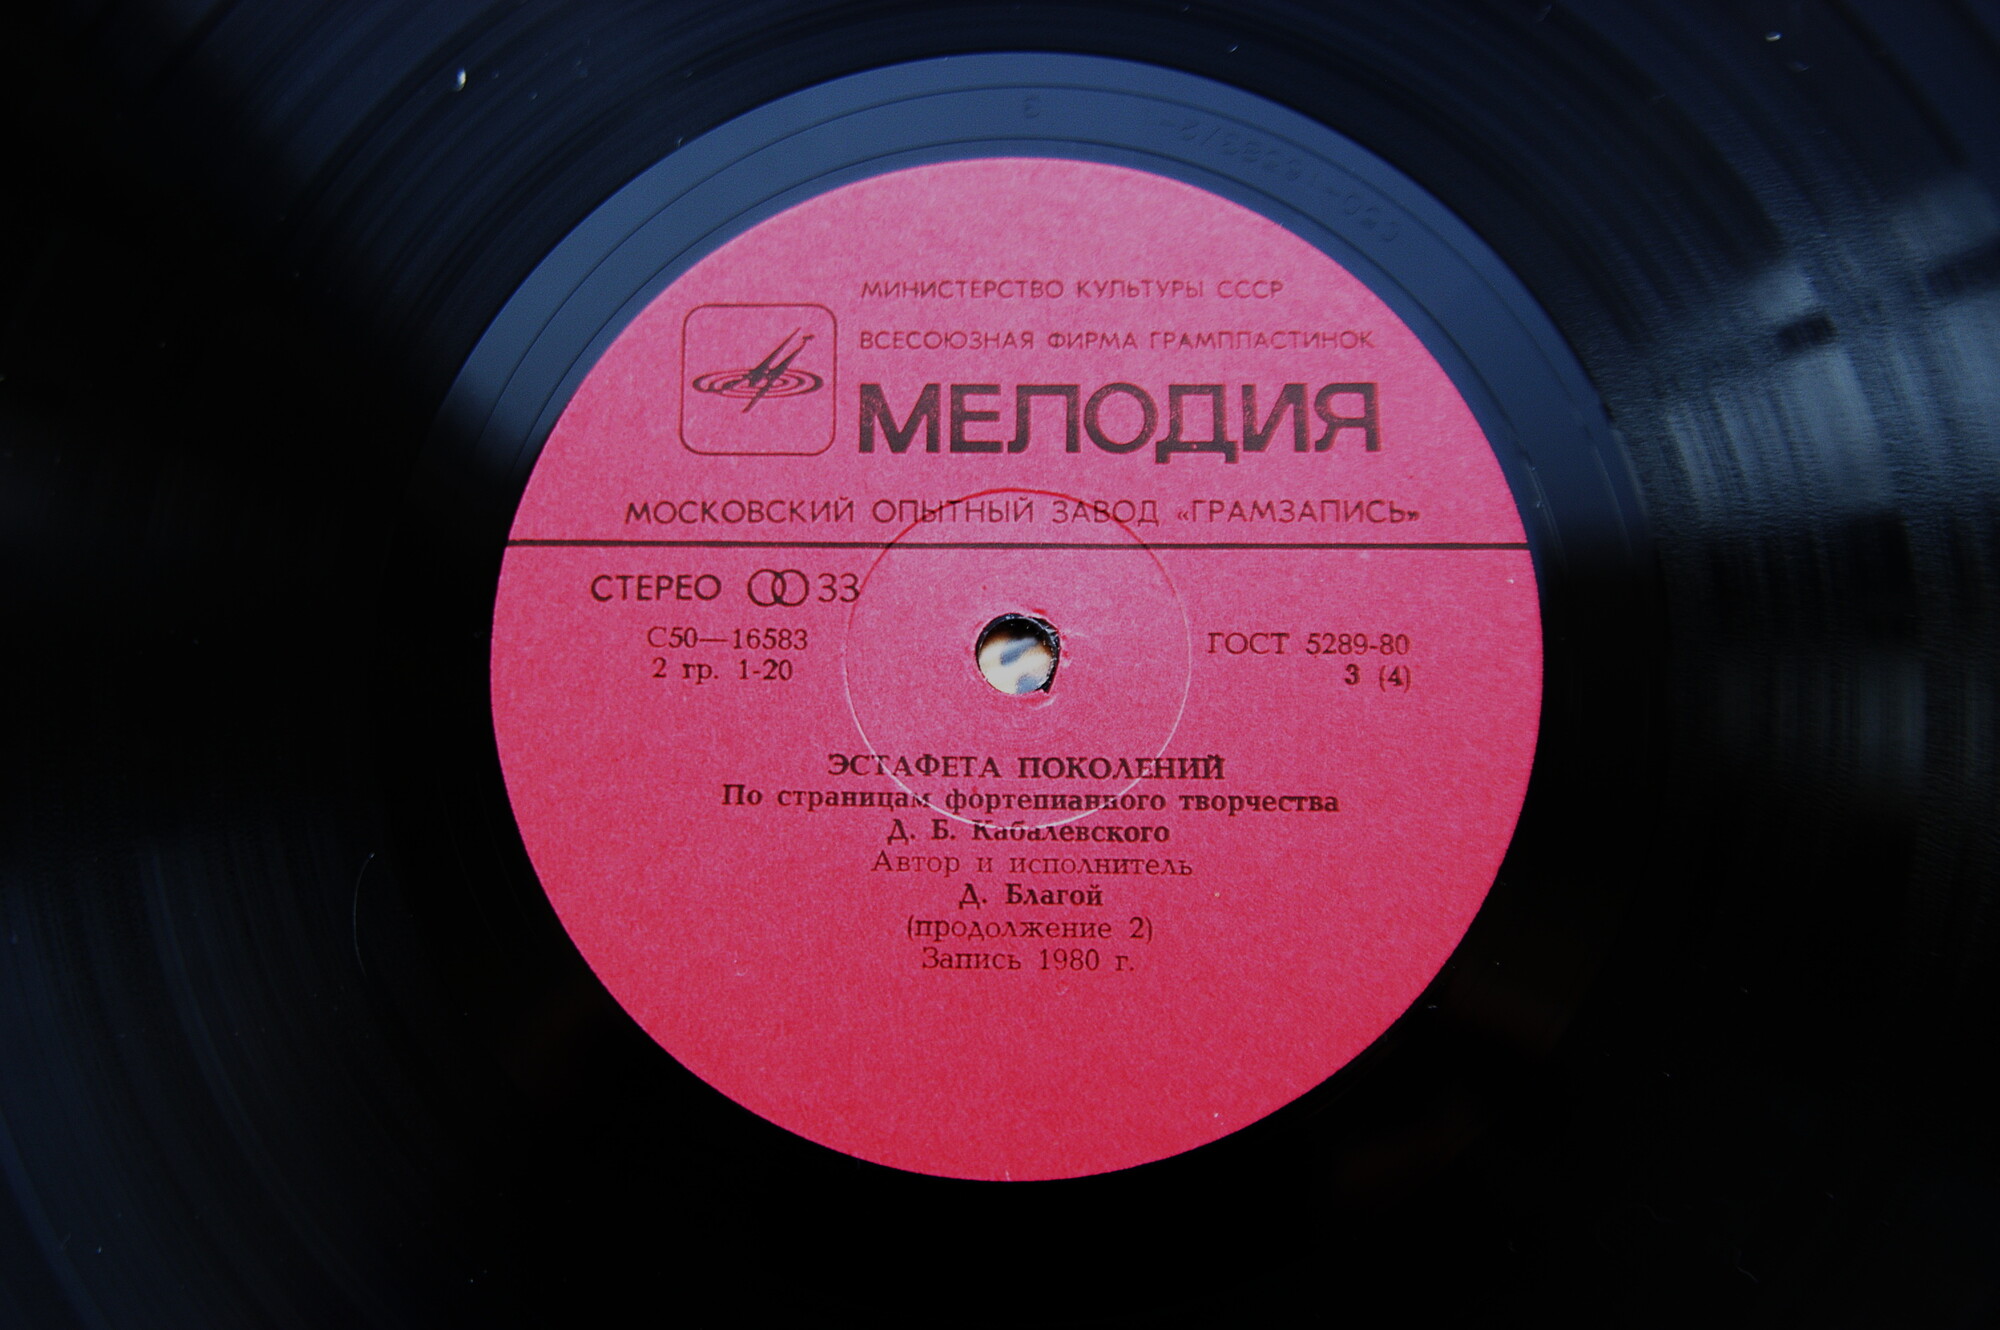 МИНИСТЕРСТВО КУЛЬТУРЫ СССР
ВСЕСОЮЗНАЯ ФИРМА ГРАМПЛАСТИНОК
МЕЛОДИЯ
МОСКОВСКИЙ ОПЫТНЫЙ ЗАВОД «ГРАМЗАПИСЬ»
СТЕРЕО 33
С50—16583
2 гр. 1-20
ГОСТ 5289-80
3 (4)
ЭСТАФЕТА ПОКОЛЕНИЙ
По страницам фортепианного творчества
Д. Б. Кабалевского
Автор и исполнитель
Д. Благой
(продолжение 2)
Запись 1980 г.